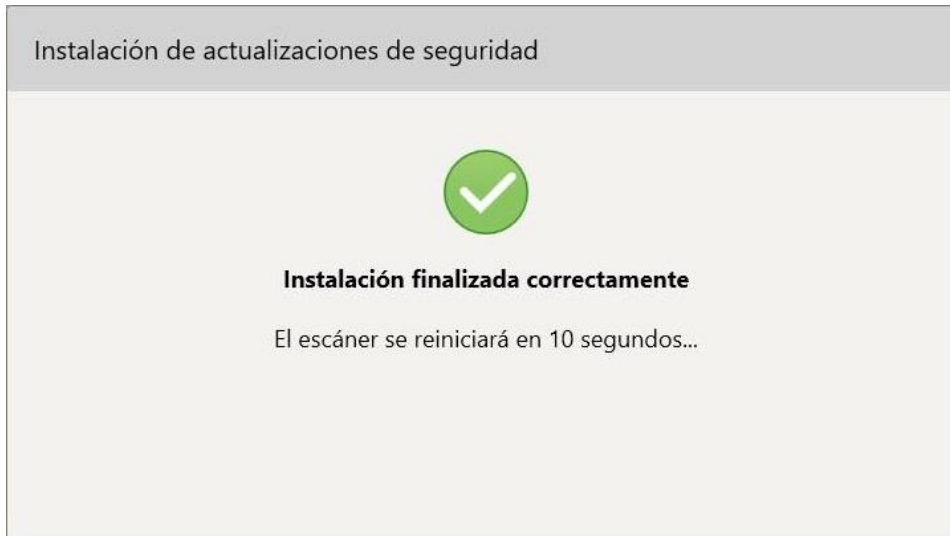 Instalación de actualizaciones de seguridad
Instalación finalizada correctamente
El escáner se reiniciará en 10 segundos...